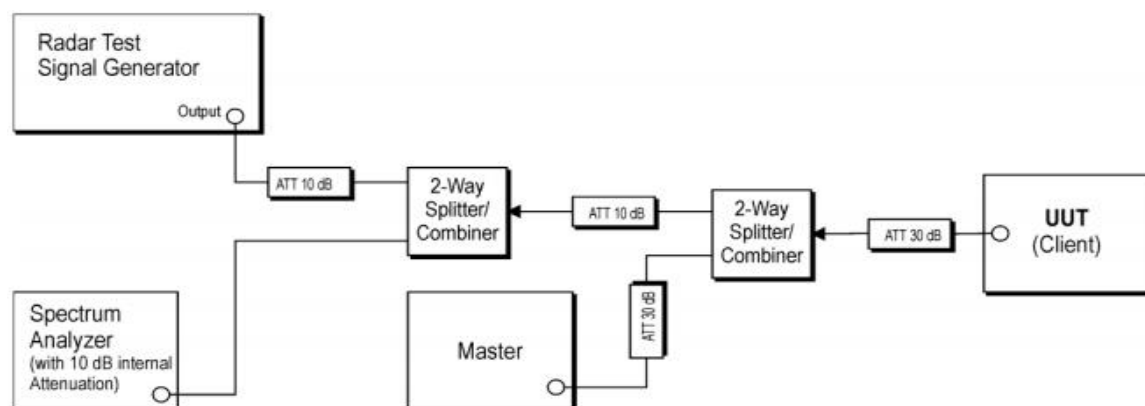 Radar Test
Signal Generator
Output
ATT 10 dB
2-Way
Splitter/
Combiner
ATT 10 dB
2-Way
Splitter/
Combiner
ATT 30 dB
UUT
(Client)
Spectrum
Analyzer
(with 10 dB internal
Attenuation)
Master
ATT 30 dB